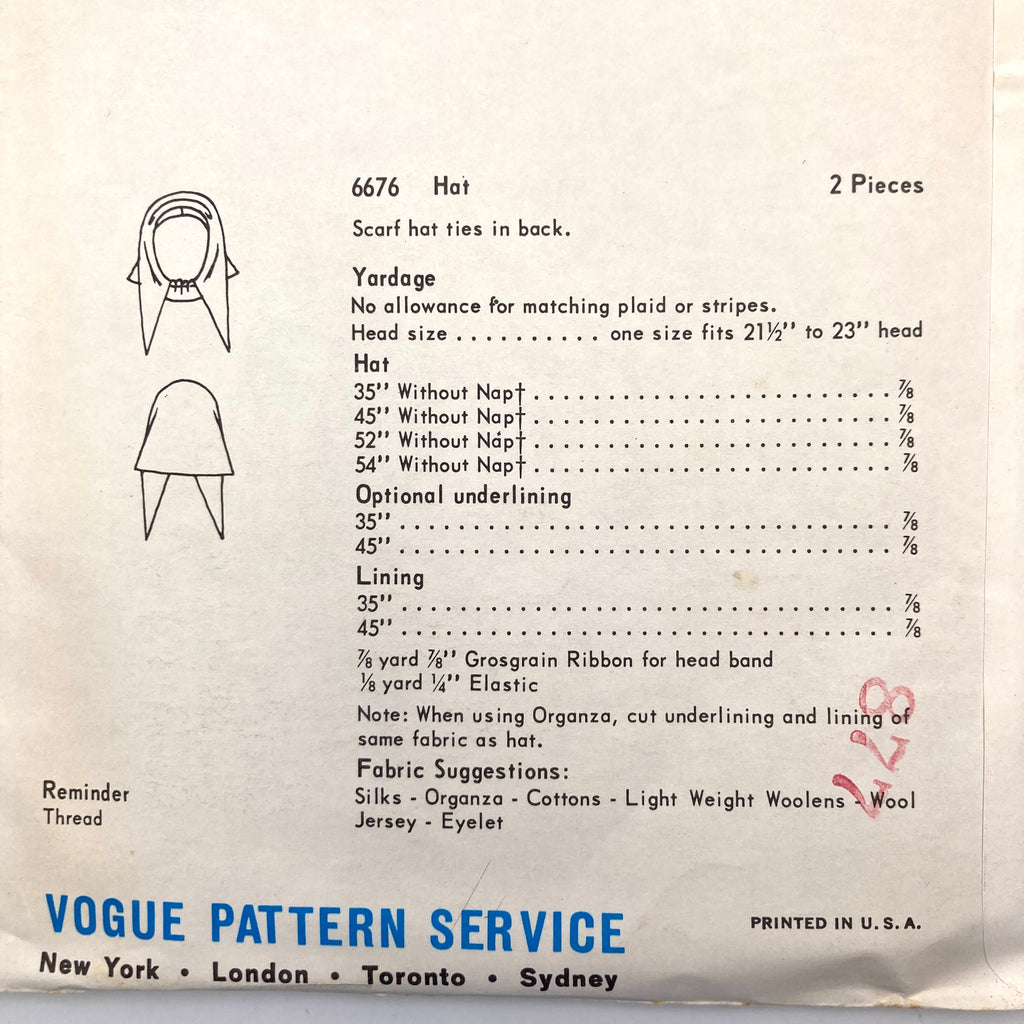 6676 Hat 2 Pieces
Scarf hat ties in back.
Yardage
No allowance for matching plaid or stripes.
Head size . . . . . . . . . . one size fits 21½" to 23" head
Hat
35" Without Nap† . . . . . . . . . . . . . . . . . . . . . . . . . ⅞
45" Without Nap† . . . . . . . . . . . . . . . . . . . . . . . . . ⅞
52" Without Nap† . . . . . . . . . . . . . . . . . . . . . . . . . ⅞
54" Without Nap† . . . . . . . . . . . . . . . . . . . . . . . . . ⅞
Optional underlining
35" . . . . . . . . . . . . . . . . . . . . . . . . . . . . . . . . . . ⅞
45" . . . . . . . . . . . . . . . . . . . . . . . . . . . . . . . . . . ⅞
Lining
35" . . . . . . . . . . . . . . . . . . . . . . . . . . . . . . . . . . ⅞
45" . . . . . . . . . . . . . . . . . . . . . . . . . . . . . . . . . . ⅞
⅞ yard ⅞" Grosgrain Ribbon for head band
⅛ yard ¼" Elastic
Note: When using Organza, cut underlining and lining of
same fabric as hat.
Fabric Suggestions:
Silks - Organza - Cottons - Light Weight Woolens - Wool
Jersey - Eyelet
Reminder
Thread
VOGUE PATTERN SERVICE
New York • London • Toronto • Sydney
PRINTED IN U. S. A.